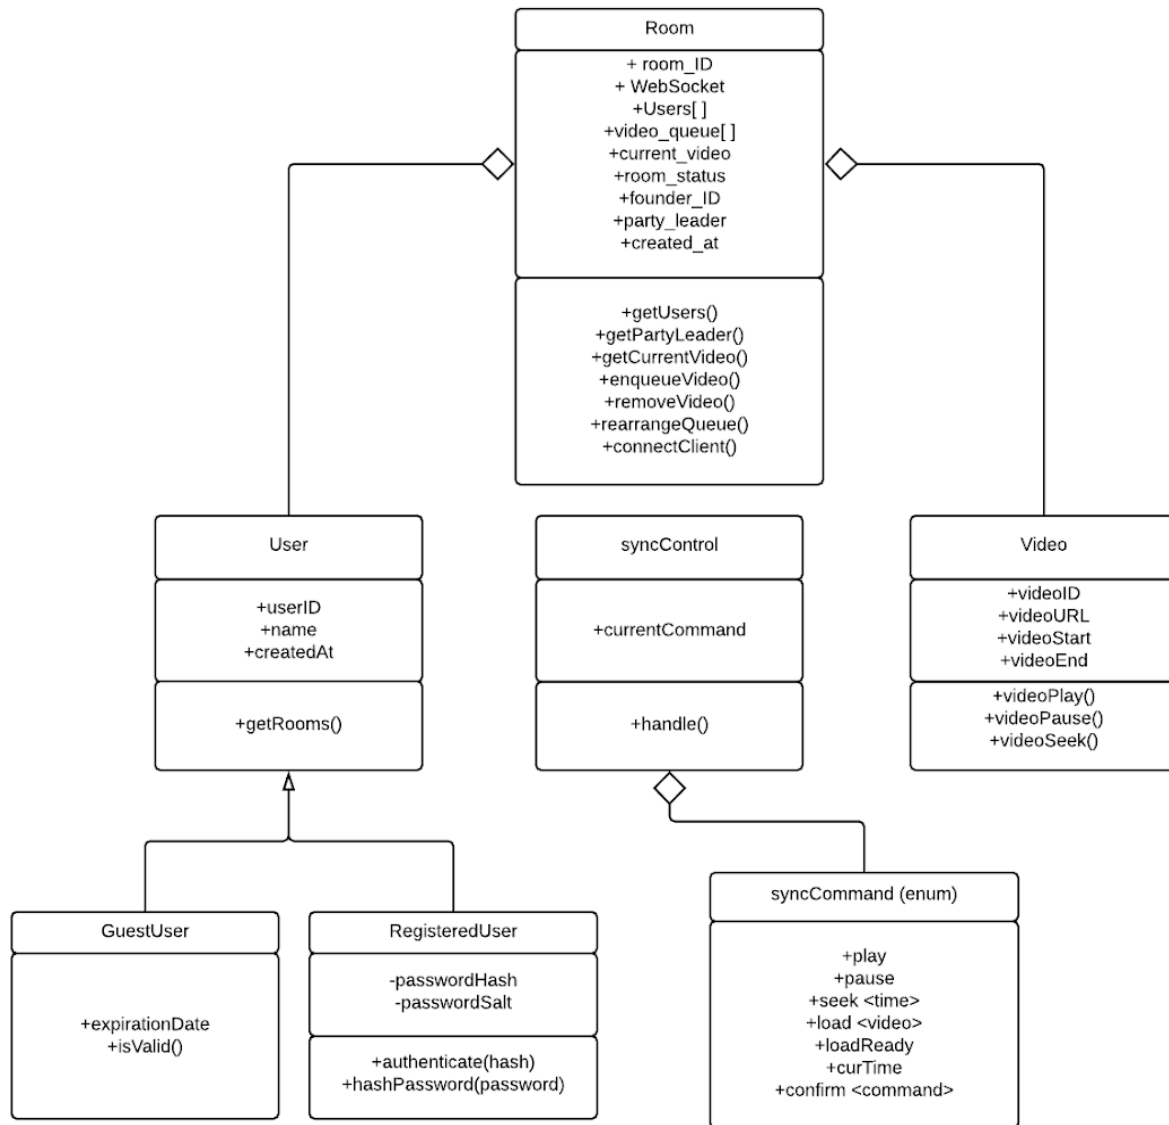 Room
+ room_ID
+ WebSocket
+Users[ ]
+video_queue[ ]
+current_video
+room_status
+founder_ID
+party_leader
+created_at
+getUsers()
+getPartyLeader()
+getCurrentVideo()
+enqueueVideo()
+removeVideo()
+rearrangeQueue()
+connectClient()
User
+userID
+name
+createdAt
+getRooms()
syncControl
+currentCommand
+handle()
Video
+videoID
+videoURL
+videoStart
+videoEnd
+videoPlay()
+videoPause()
+videoSeek()
GuestUser
+expirationDate
+isValid()
RegisteredUser
-passwordHash
-passwordSalt
+authenticate(hash)
+hashPassword(password)
syncCommand (enum)
+play
+pause
+seek <time>
+load <video>
+loadReady
+curTime
+confirm <command>